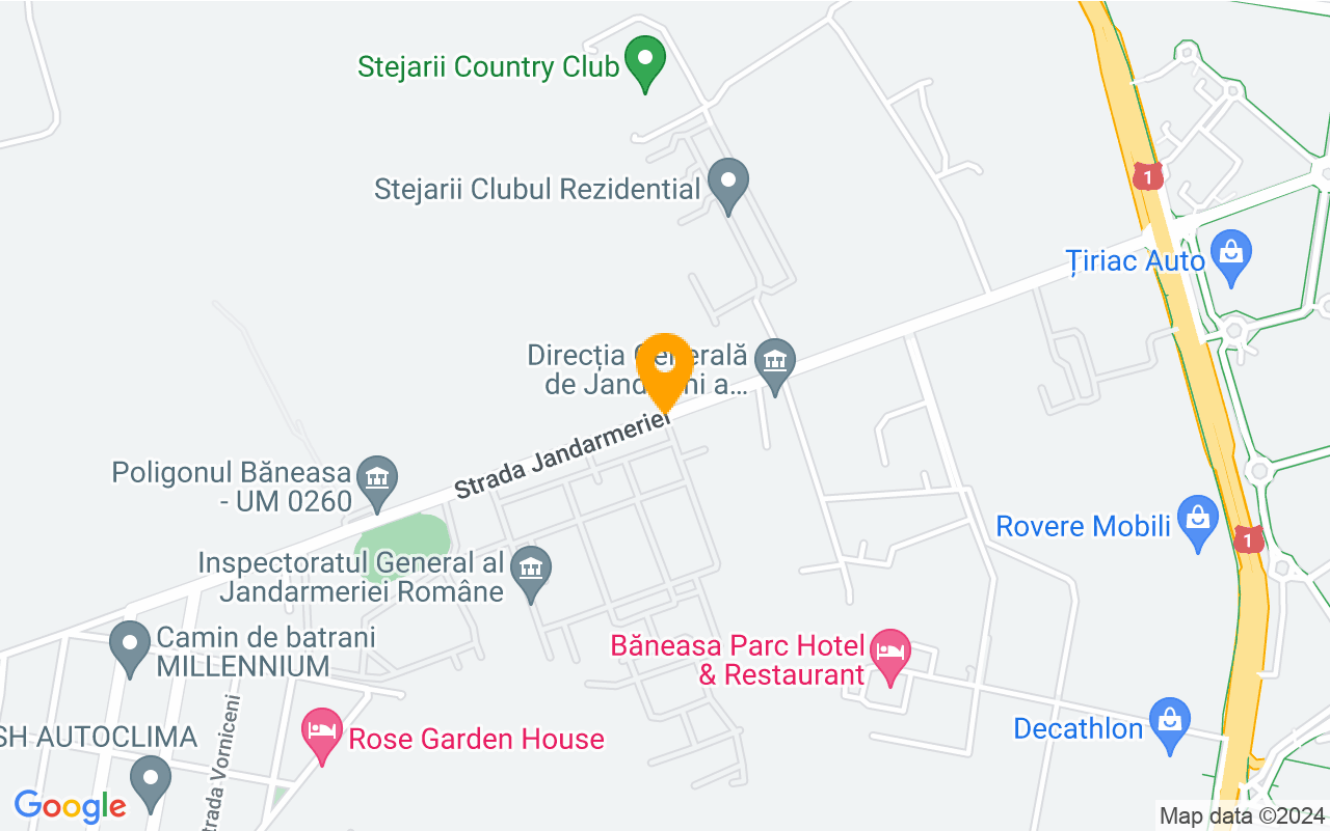 Stejarii Country Club
Stejarii Clubul Rezidential
1
Țiriac Auto
Direcția Generală
de Jandarmi a...
Strada Jandarmeriei
Poligonul Băneasa
- UM 0260
Rovere Mobili
1
Inspectoratul General al
Jandarmeriei Române
Camin de batrani
MILLENNIUM
Băneasa Parc Hotel
& Restaurant
Decathlon
SH AUTOCLIMA
Rose Garden House
Strada Vorniceni
Google
Map data ©2024